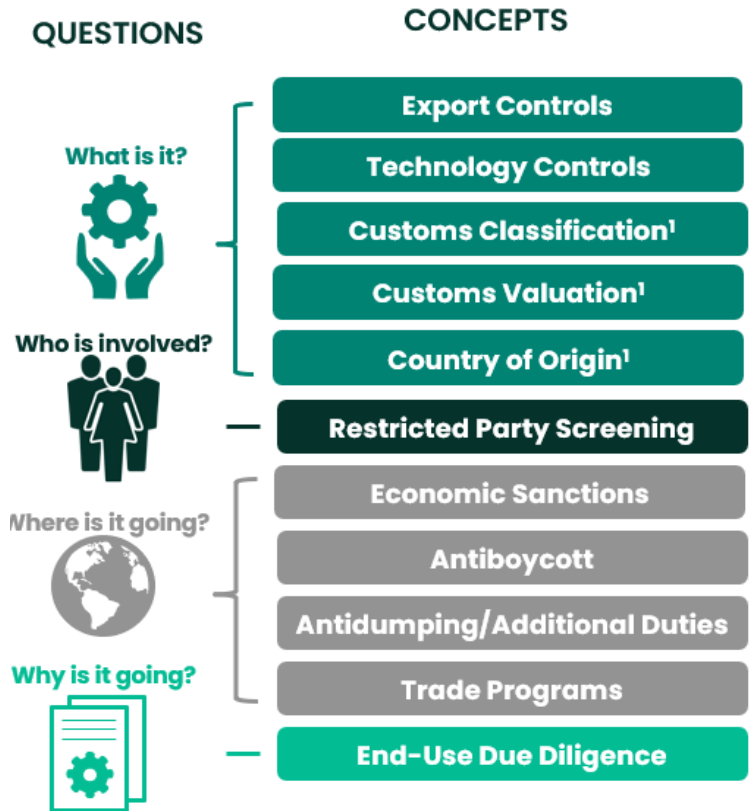 QUESTIONS
CONCEPTS
What is it?
Export Controls
Technology Controls
Customs Classification¹
Customs Valuation¹
Country of Origin¹
Who is involved?
Restricted Party Screening
Where is it going?
Economic Sanctions
Antiboycott
Antidumping/Additional Duties
Trade Programs
Why is it going?
End-Use Due Diligence